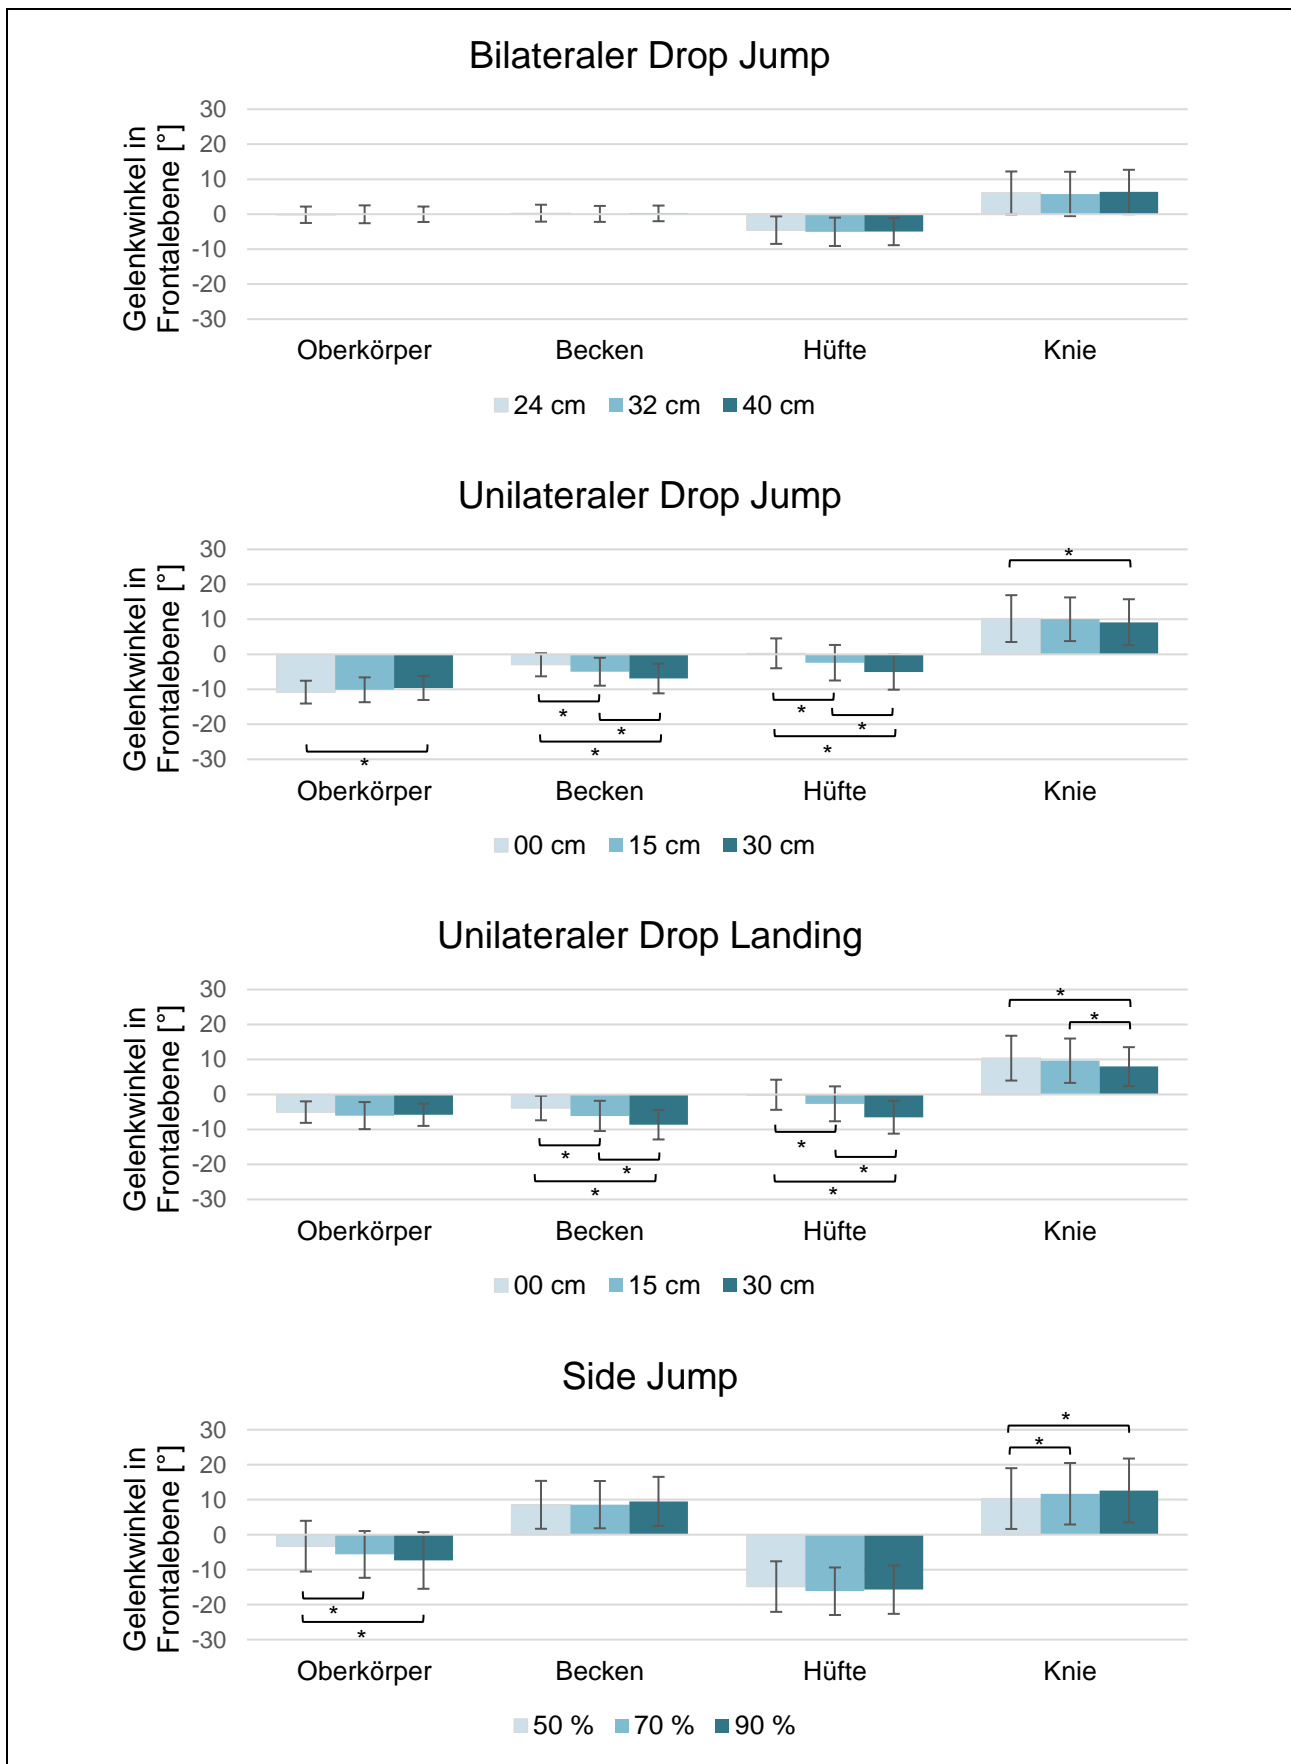 Bilateraler Drop Jump
Gelenkwinkel in
Frontalebene [°]
30
20
10
0
-10
-20
-30
Oberkörper Becken Hüfte Knie
24 cm 32 cm 40 cm
Unilateraler Drop Jump
Gelenkwinkel in
Frontalebene [°]
30
20
10
0
-10
-20
-30
*
* * * *
* * *
Oberkörper Becken Hüfte Knie
00 cm 15 cm 30 cm
Unilateraler Drop Landing
Gelenkwinkel in
Frontalebene [°]
30
20
10
0
-10
-20
-30
*
*
* * * *
* *
Oberkörper Becken Hüfte Knie
00 cm 15 cm 30 cm
Side Jump
Gelenkwinkel in
Frontalebene [°]
30
20
10
0
-10
-20
-30
*
*
*
*
Oberkörper Becken Hüfte Knie
50 % 70 % 90 %